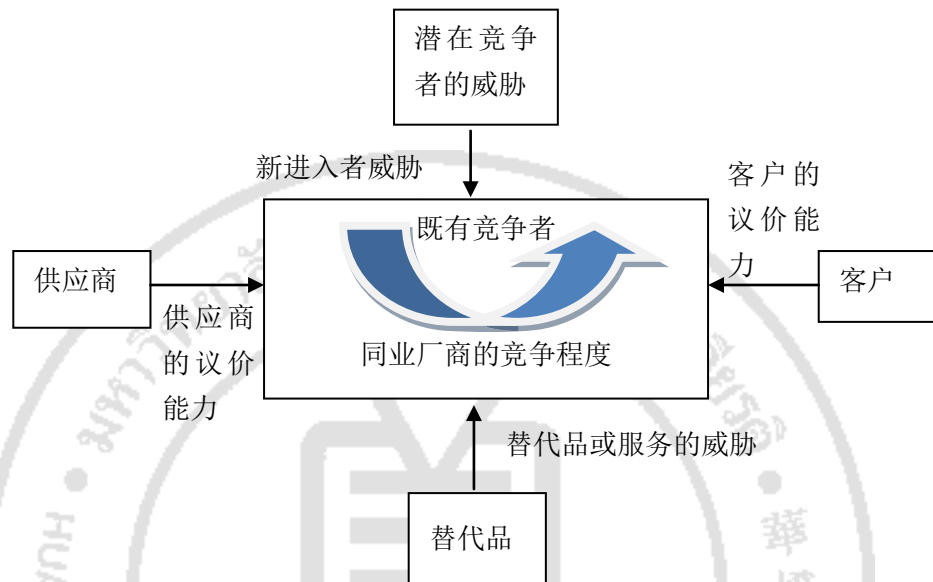 潜在竞争
者的威胁
新进入者威胁
客户的
议价能
力
既有竞争者
供应商
客户
供应商
的议价
能力
同业厂商的竞争程度
替代品或服务的威胁
替代品
華